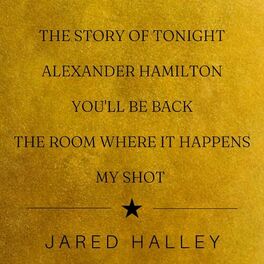 THE STORY OF TONIGHT
ALEXANDER HAMILTON
YOU'LL BE BACK
THE ROOM WHERE IT HAPPENS
MY SHOT
JARED HALLEY